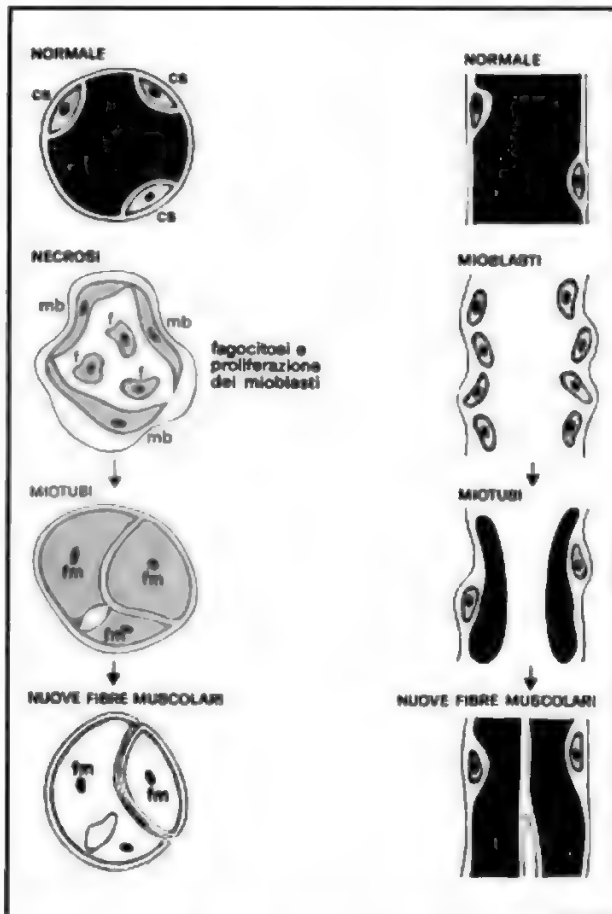 NORMALE
cs
cs
cs
NECROSI
mb
mb
f
f
f
mb
fagocitosi e
proliferazione
dei mioblasti
MIOTUBI
fm
fm
fm
NUOVE FIBRE MUSCOLARI
fm
fm
NORMALE
MIOBLASTI
MIOTUBI
NUOVE FIBRE MUSCOLARI